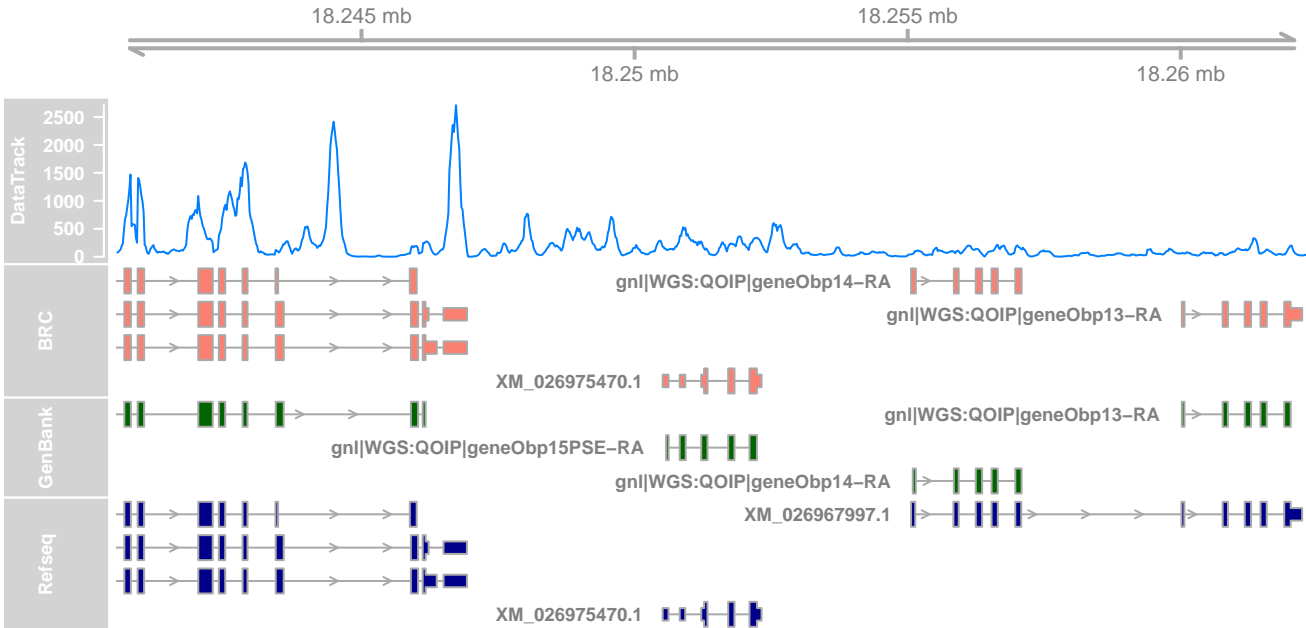 18.245 mb
18.255 mb
18.25 mb
18.26 mb
DataTrack
2500
2000
1500
1000
500
0
BRC
gnl|WGS:QOIP|geneObp14−RA
gnl|WGS:QOIP|geneObp13−RA
XM_026975470.1
GenBank
gnl|WGS:QOIP|geneObp13−RA
gnl|WGS:QOIP|geneObp15PSE−RA
gnl|WGS:QOIP|geneObp14−RA
Refseq
XM_026967997.1
XM_026975470.1